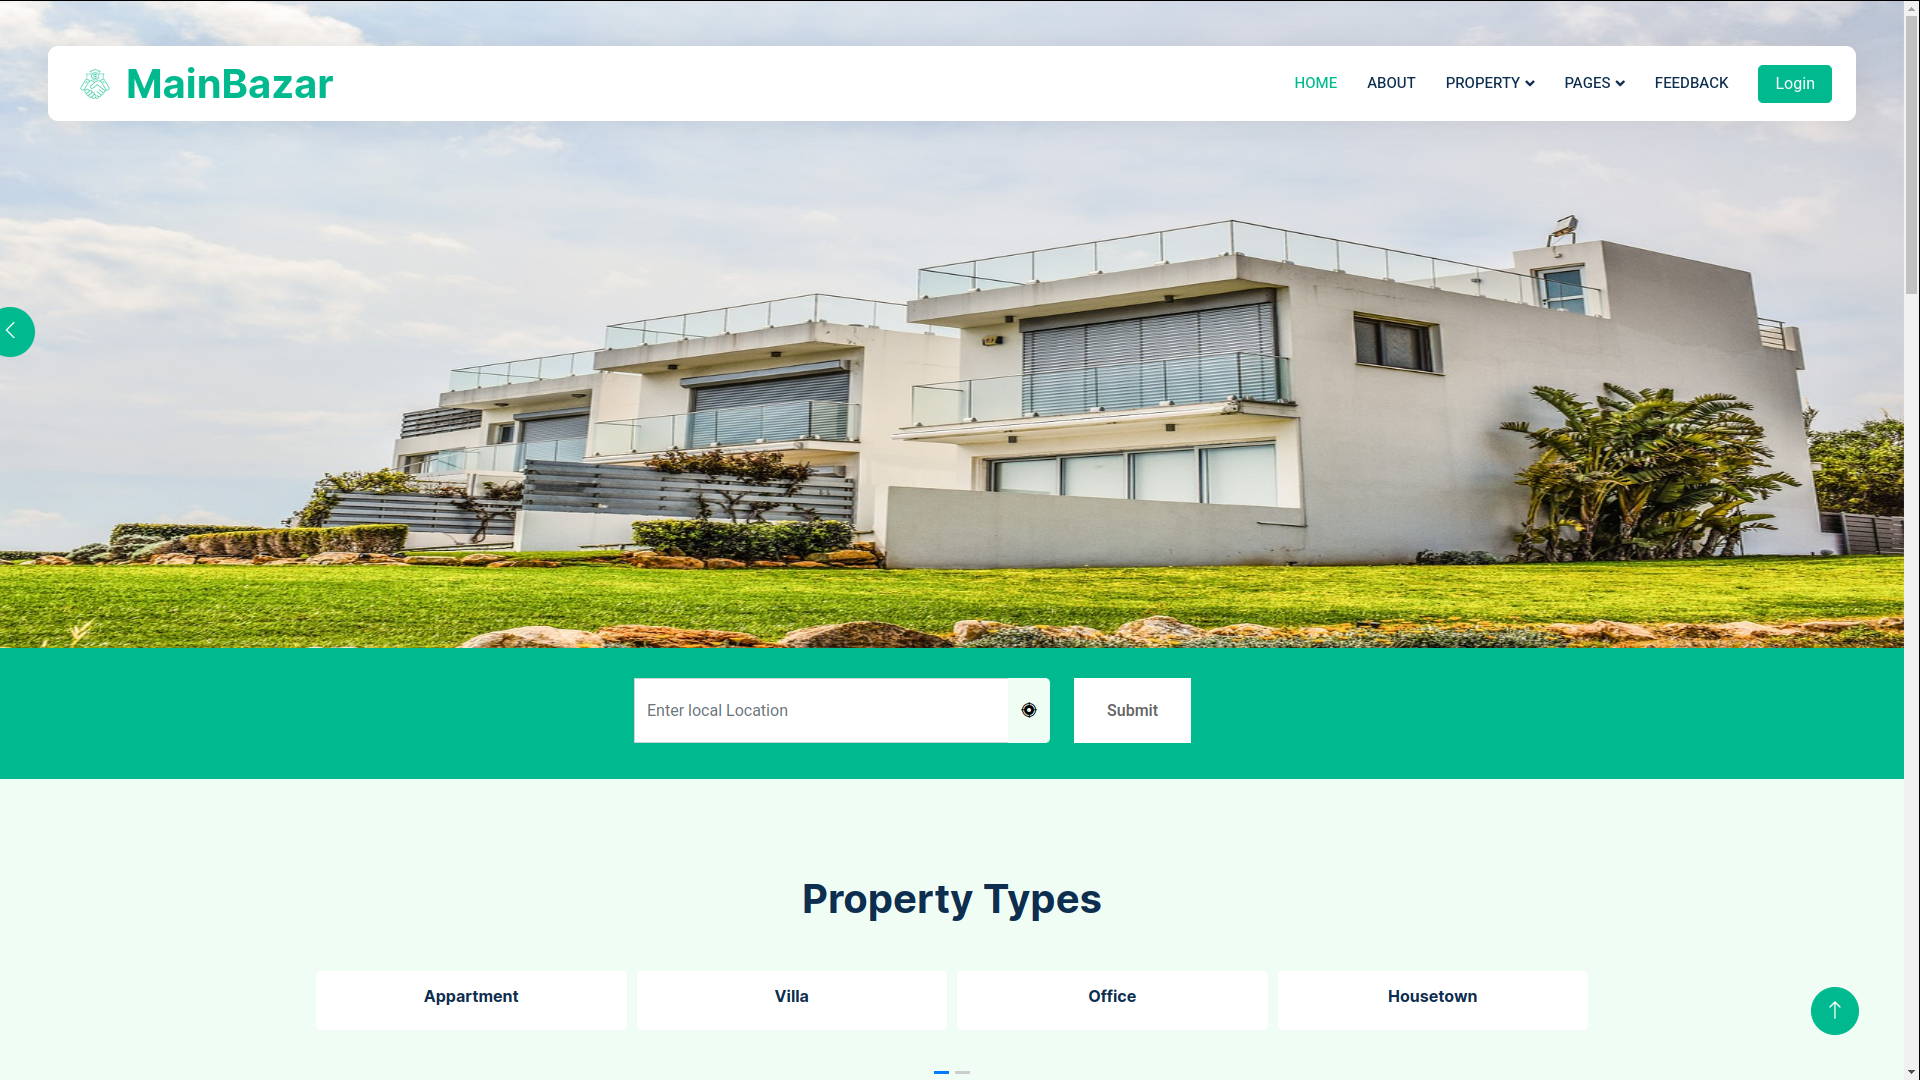 MainBazar
HOME
ABOUT
PROPERTY
PAGES
FEEDBACK
Login
Enter local Location
Submit
Property Types
Appartment
Villa
Office
Housetown